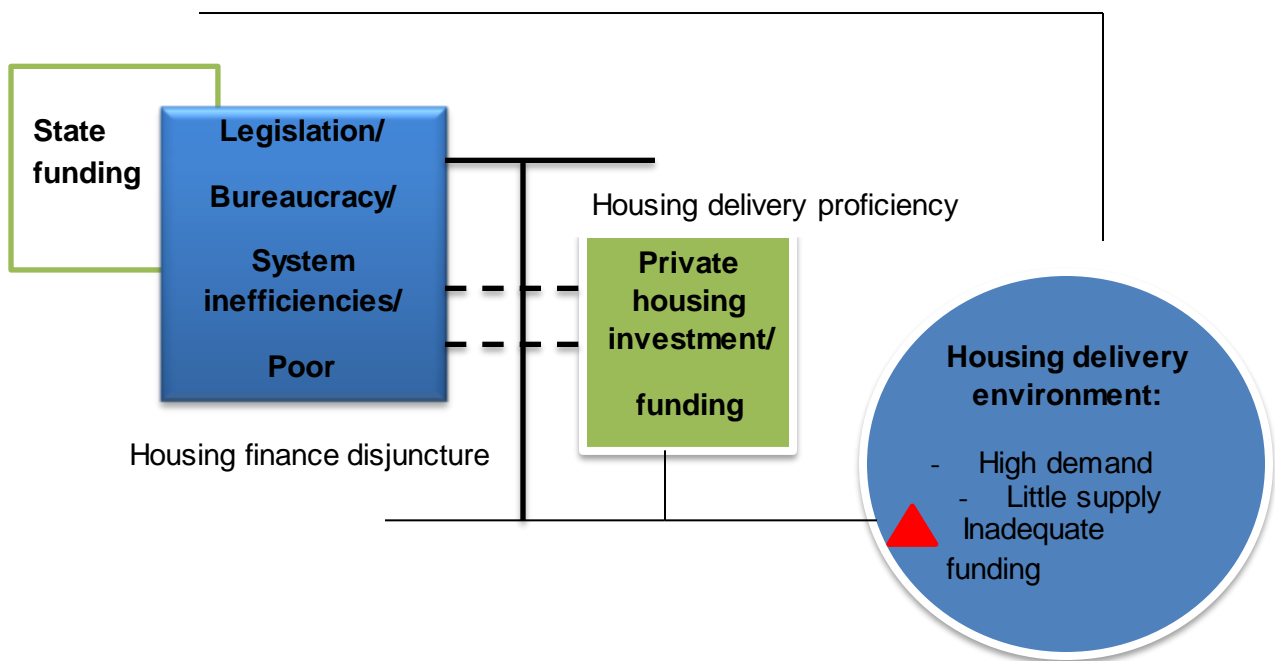 State
funding
Legislation/
Bureaucracy/
System
inefficiencies/
Poor
Housing delivery proficiency
Private
housing
investment/
funding
Housing finance disjuncture
Housing delivery
environment:
- High demand
- Little supply
Inadequate
funding